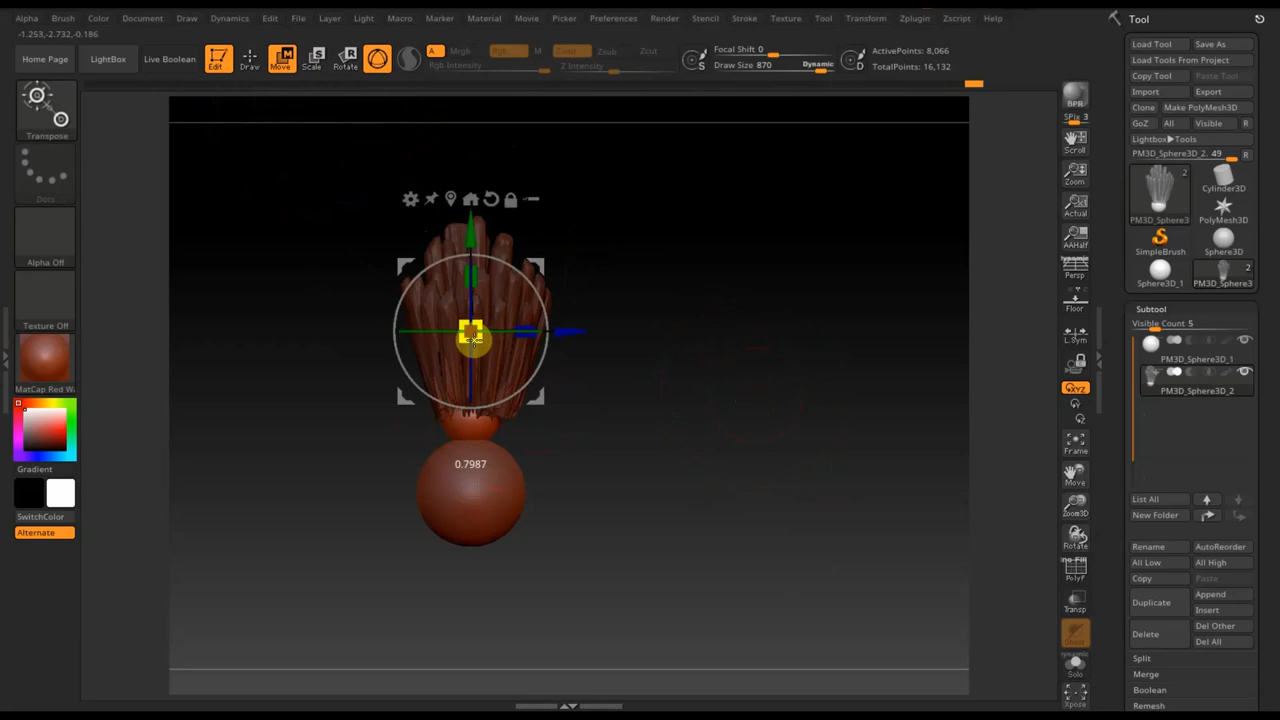 Alpha Brush Color Document Draw Dynamics Edit File Layer Light Macro Marker Material Movie Picker Preferences Render Stencil Stroke Texture Tool Transform Zplugin Zscript Help
-1.253,-2.732,-0.186
Home Page
LightBox
Live Boolean
Edit
Draw
Move
Scale
Rotate
A Mrgb Rgb M Zadd Zsub Zcut
Rgb Intensity
Z Intensity
S
Focal Shift 0
Draw Size 870 Dynamic
D
ActivePoints: 8,066
TotalPoints: 16,132
Transpose
Dots
Alpha Off
Texture Off
MatCap Red Wa
Gradient
SwitchColor
Alternate
0.7987
BPR
SPix 3
Scroll
Zoom
Actual
AAHalf
Dynamic
Persp
Floor
L.Sym
XYZ
Y
Z
Frame
Move
Zoom3D
Rotate
PolyF
Transp
Ghost
Dynamic
Solo
Xpose
Tool
Load Tool Save As
Load Tools From Project
Copy Tool Paste Tool
Import Export
Clone Make PolyMesh3D
GoZ All Visible R
Lightbox▶Tools
PM3D_Sphere3D_2. 49 R
2
PM3D_Sphere3
Cylinder3D
PolyMesh3D
SimpleBrush
Sphere3D
Sphere3D_1
2
PM3D_Sphere3
Subtool
Visible Count 5
PM3D_Sphere3D_1
PM3D_Sphere3D_2
List All
New Folder
Rename AutoReorder
All Low All High
Copy Paste
Duplicate
Append
Insert
Delete
Del Other
Del All
Split
Merge
Boolean
Remesh